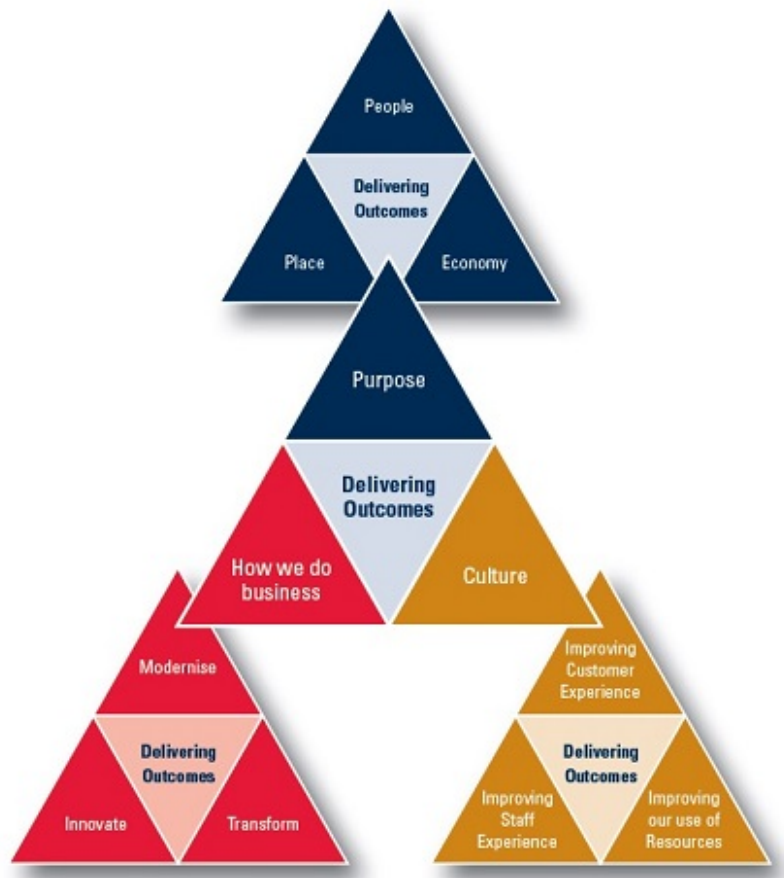 People
Delivering
Outcomes
Place
Economy
Purpose
Delivering
Outcomes
How we do
business
Culture
Modernise
Delivering
Outcomes
Innovate
Transform
Improving
Customer
Experience
Delivering
Outcomes
Improving
Staff
Experience
Improving
our use of
Resources